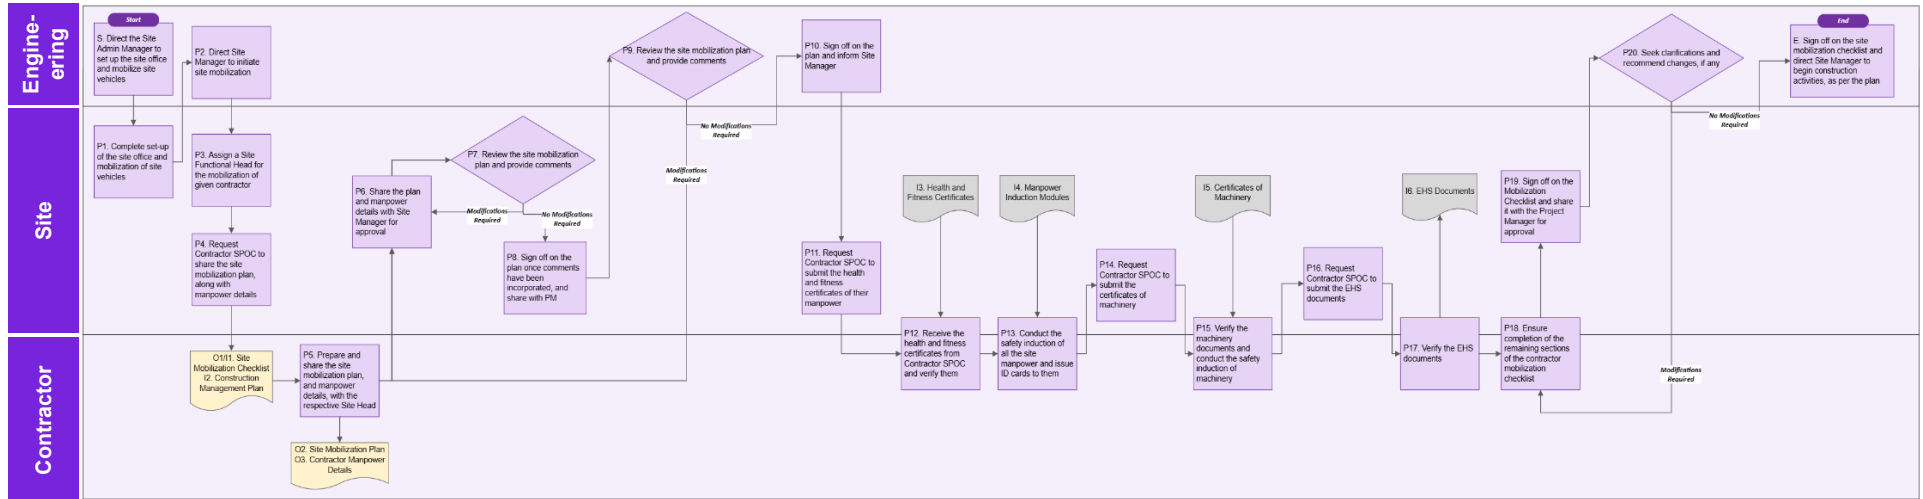 Engine-
ering
Site
Contractor
Start
S. Direct the Site
Admin Manager to
set up the site office
and mobilize site
vehicles
P1. Complete set-up
of the site office and
mobilization of site
vehicles
P2. Direct Site
Manager to initiate
site mobilization
P3. Assign a Site
Functional Head for
the mobilization of
given contractor
P4. Request
Contractor SPOC to
share the site
mobilization plan,
along with
manpower details
O1/I1. Site
Mobilization Checklist
I2. Construction
Management Plan
P5. Prepare and
share the site
mobilization plan,
and manpower
details, with the
respective Site Head
O2. Site Mobilization Plan
O3. Contractor Manpower
Details
P6. Share the plan
and manpower
details with Site
Manager for
approval
P7. Review the site mobilization
plan and provide comments
Modifications
Required
No Modifications
Required
P8. Sign off on the
plan once comments
have been
incorporated, and
share with PM
P9. Review the site mobilization plan
and provide comments
No Modifications
Required
Modifications
Required
P10. Sign off on the
plan and inform Site
Manager
P11. Request
Contractor SPOC to
submit the health
and fitness
certificates of their
manpower
I3. Health and
Fitness Certificates
P12. Receive the
health and fitness
certificates from
Contractor SPOC
and verify them
I4. Manpower
Induction Modules
P13. Conduct the
safety induction of
all the site
manpower and issue
ID cards to them
P14. Request
Contractor SPOC to
submit the
certificates of
machinery
I5. Certificates of
Machinery
P15. Verify the
machinery
documents and
conduct the safety
induction of
machinery
P16. Request
Contractor SPOC to
submit the EHS
documents
I6. EHS Documents
P17. Verify the EHS
documents
P18. Ensure
completion of the
remaining sections
of the contractor
mobilization
checklist
P19. Sign off on the
Mobilization
Checklist and share
it with the Project
Manager for
approval
P20. Seek clarifications and
recommend changes, if any
No Modifications
Required
Modifications
Required
End
E. Sign off on the site
mobilization checklist and
direct Site Manager to
begin construction
activities, as per the plan